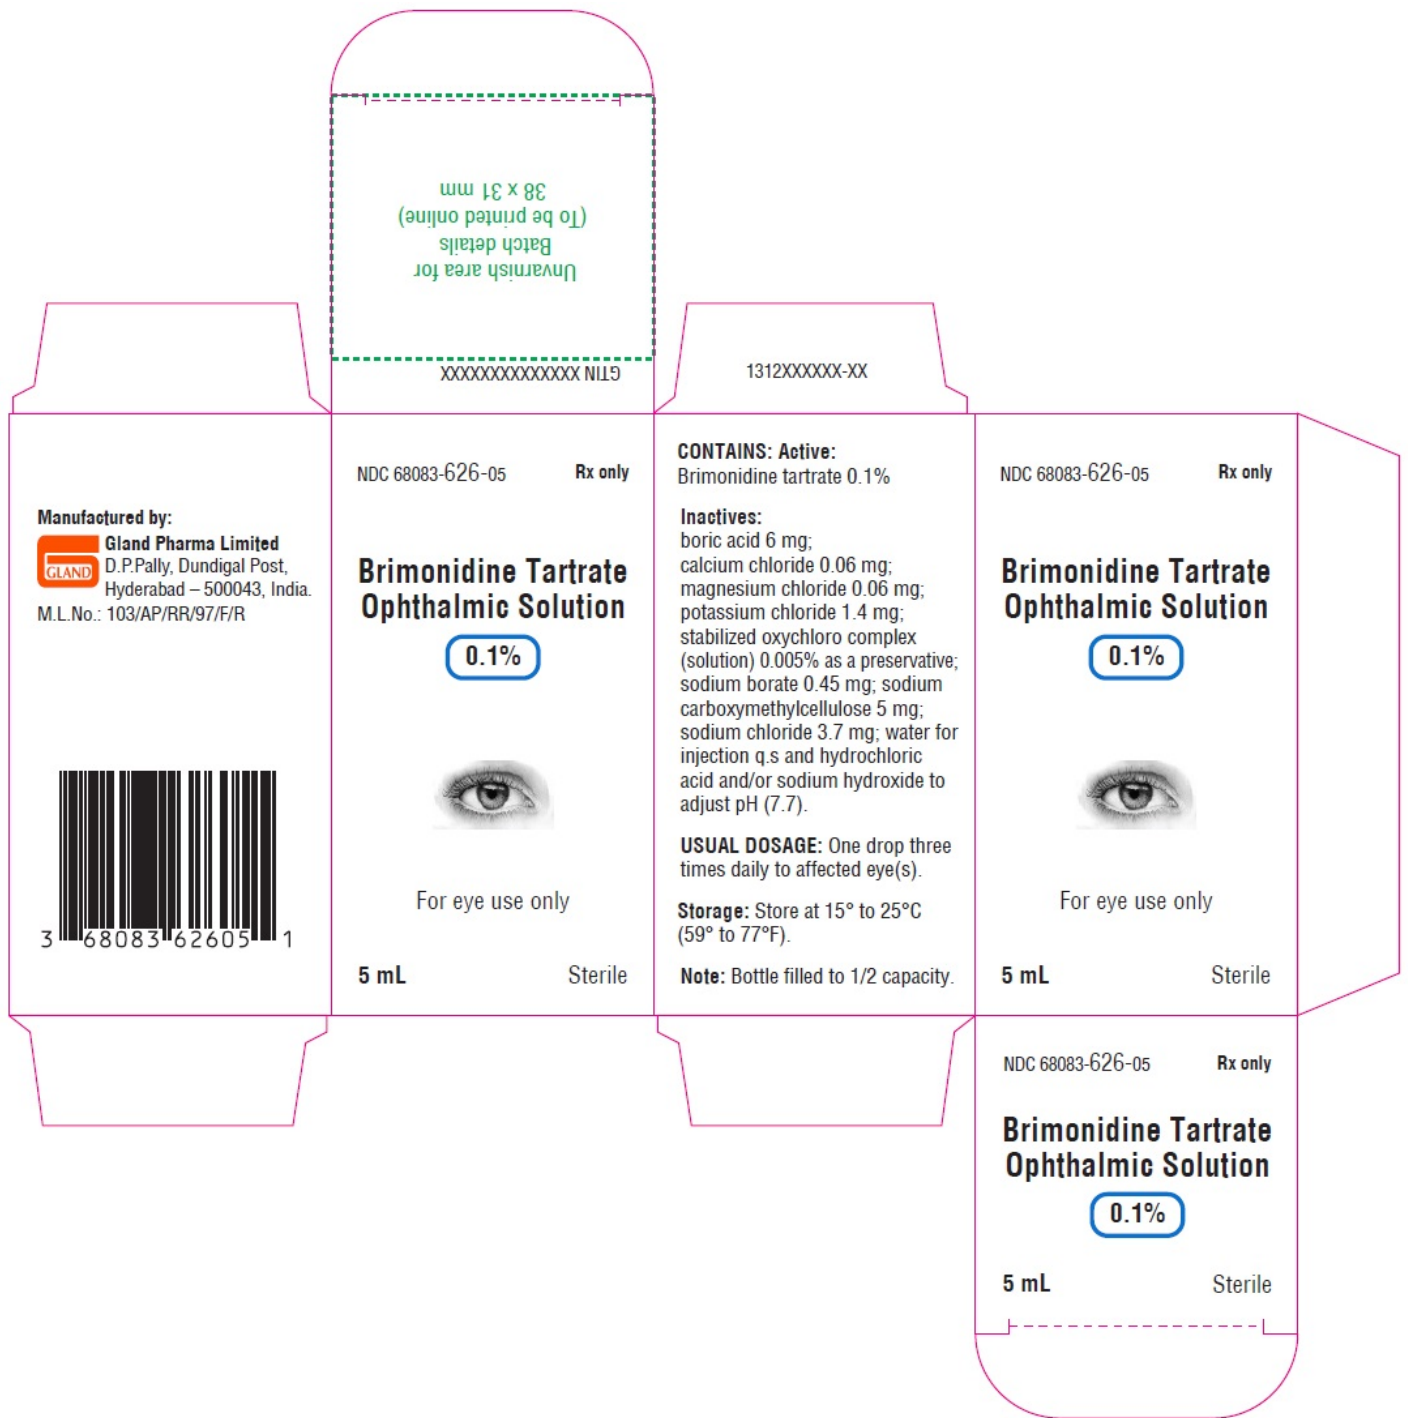 Unvarnish area for
Batch details
(To be printed online)
38 x 31 mm
GTIN XXXXXXXXXXXXXX
1312XXXXXX-XX
Manufactured by:
GLAND
Gland Pharma Limited
D.P.Pally, Dundigal Post,
Hyderabad – 500043, India.
M.L.No.: 103/AP/RR/97/F/R
3 68083 62605 1
NDC 68083-626-05 Rx only
Brimonidine Tartrate
Ophthalmic Solution
0.1%
For eye use only
5 mL Sterile
CONTAINS: Active:
Brimonidine tartrate 0.1%
Inactives:
boric acid 6 mg;
calcium chloride 0.06 mg;
magnesium chloride 0.06 mg;
potassium chloride 1.4 mg;
stabilized oxychloro complex
(solution) 0.005% as a preservative;
sodium borate 0.45 mg; sodium
carboxymethylcellulose 5 mg;
sodium chloride 3.7 mg; water for
injection q.s and hydrochloric
acid and/or sodium hydroxide to
adjust pH (7.7).
USUAL DOSAGE: One drop three
times daily to affected eye(s).
Storage: Store at 15° to 25°C
(59° to 77°F).
Note: Bottle filled to 1/2 capacity.
NDC 68083-626-05 Rx only
Brimonidine Tartrate
Ophthalmic Solution
0.1%
For eye use only
5 mL Sterile
NDC 68083-626-05 Rx only
Brimonidine Tartrate
Ophthalmic Solution
0.1%
5 mL Sterile